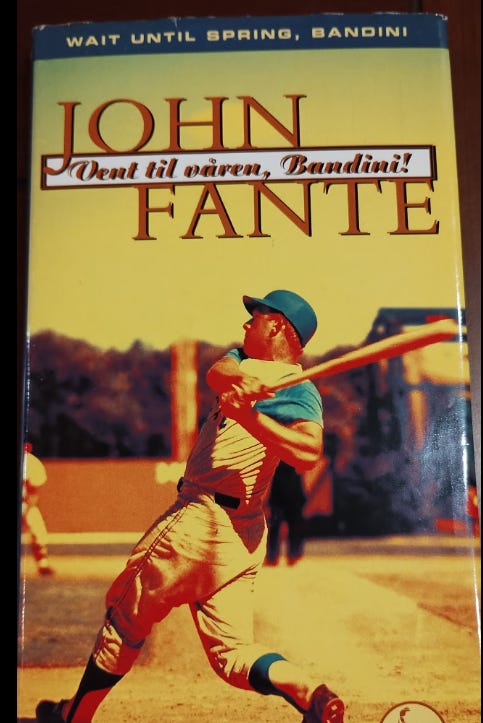 WAIT UNTIL SPRING, BANDINI
JOHN
Vent til våren, Bandini!
FANTE